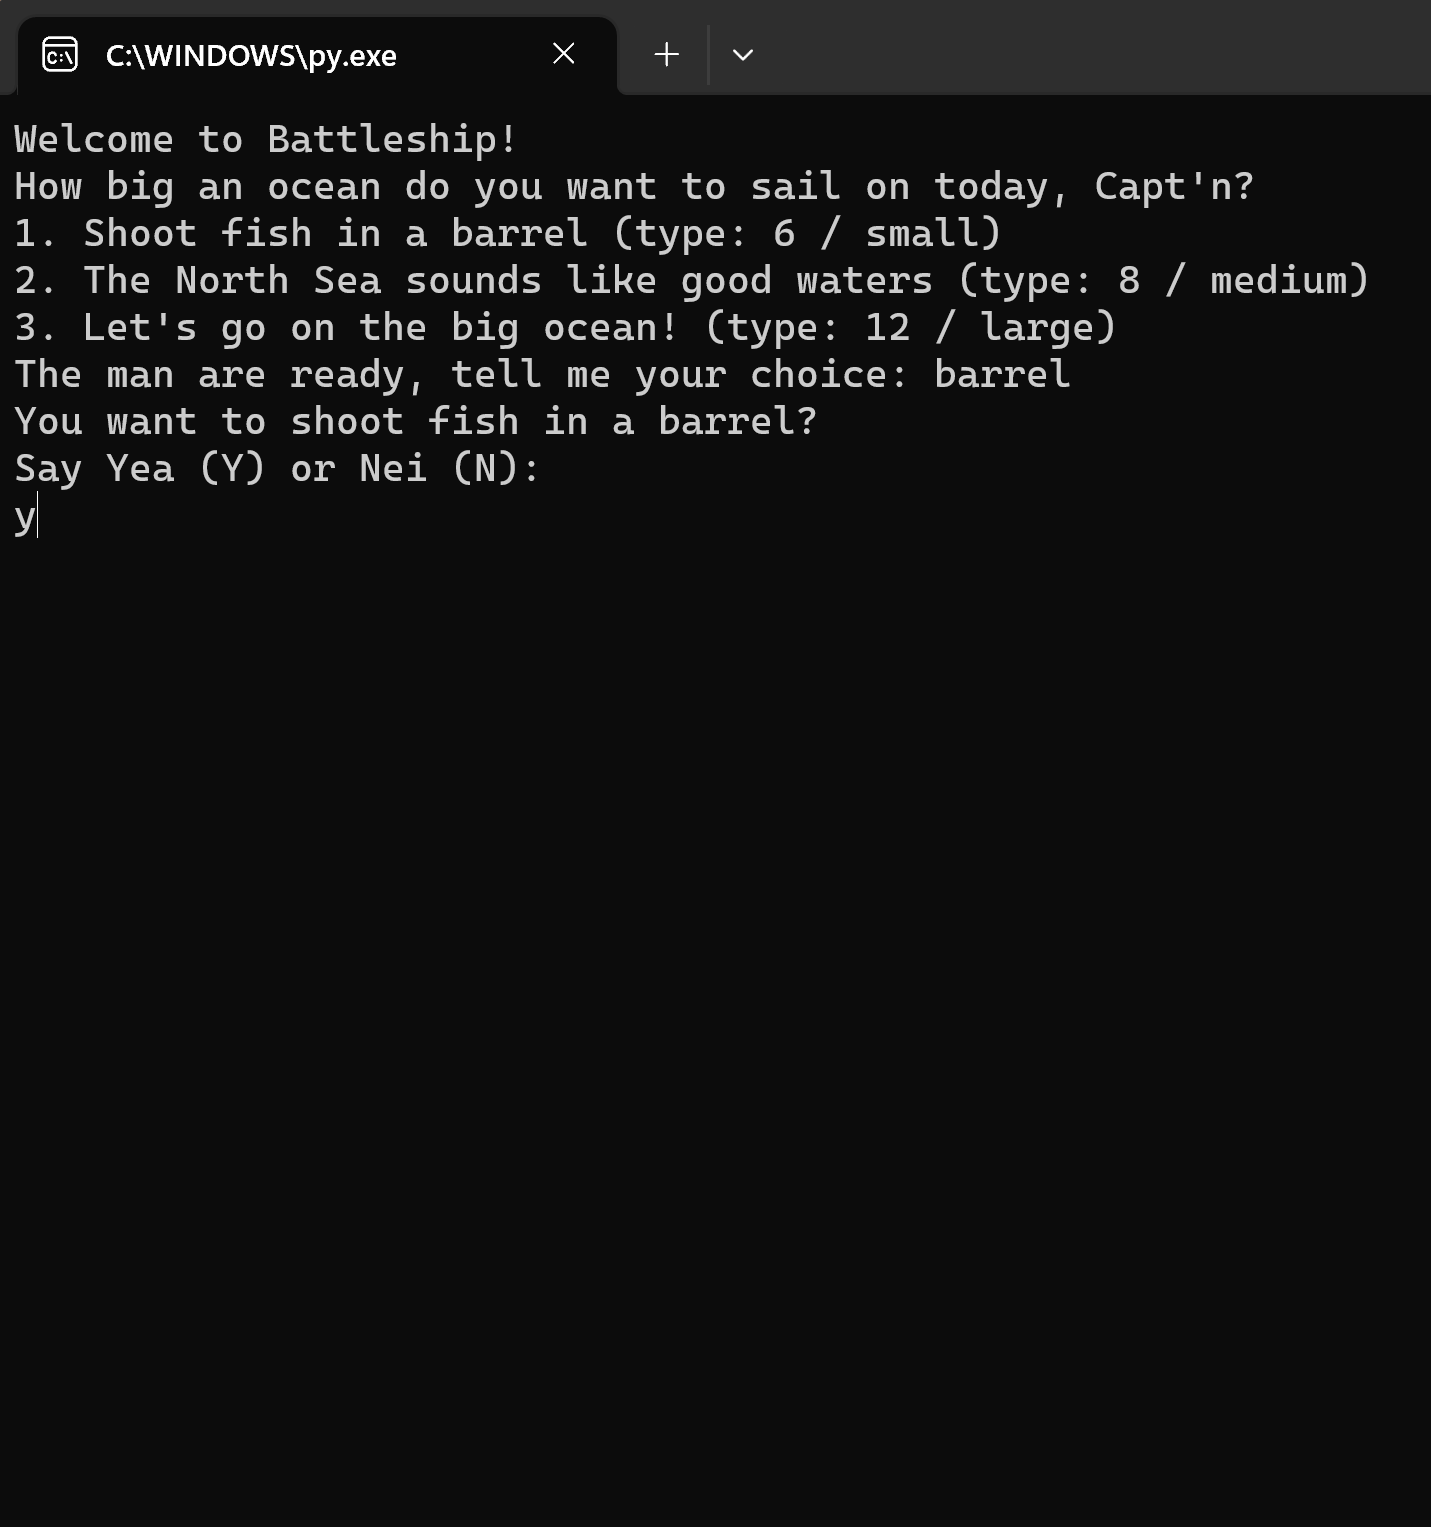 C:\WINDOWS\py.exe
Welcome to Battleship!
How big an ocean do you want to sail on today, Capt'n?
1. Shoot fish in a barrel (type: 6 / small)
2. The North Sea sounds like good waters (type: 8 / medium)
3. Let's go on the big ocean! (type: 12 / large)
The man are ready, tell me your choice: barrel
You want to shoot fish in a barrel?
Say Yea (Y) or Nei (N):
y